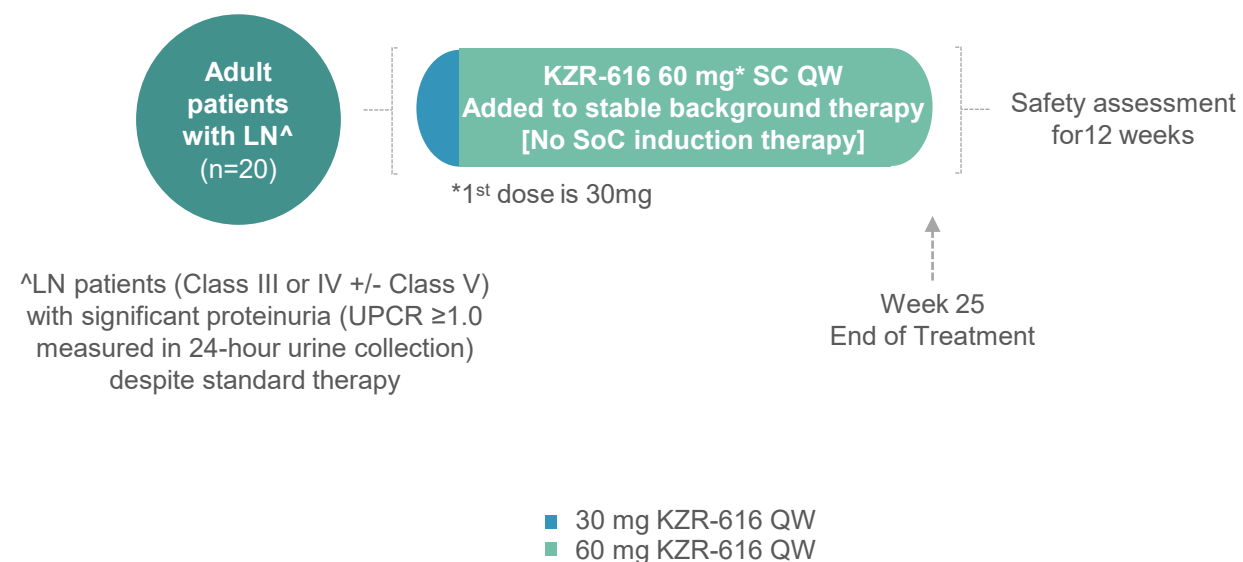 Adult
patients
with LN^
(n=20)
KZR-616 60 mg* SC QW
Added to stable background therapy
[No SoC induction therapy]
*1st dose is 30mg
Safety assessment
for12 weeks
^LN patients (Class III or IV +/- Class V)
with significant proteinuria (UPCR ≥1.0
measured in 24-hour urine collection)
despite standard therapy
Week 25
End of Treatment
30 mg KZR-616 QW
60 mg KZR-616 QW